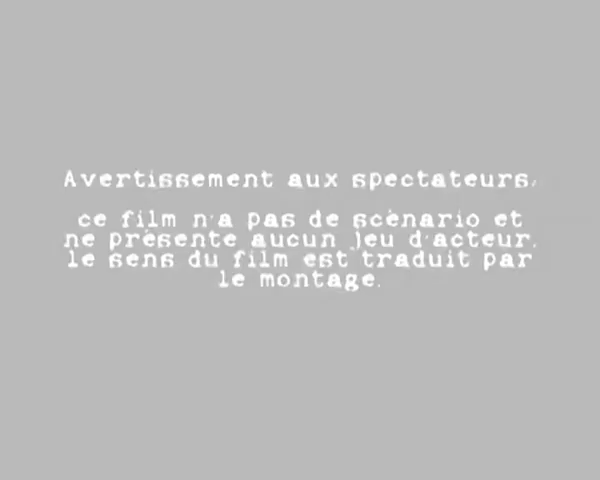 Avertissement aux spectateurs,
ce film n'a pas de scènario et
ne présente aucun jeu d'acteur.
le sens du film est traduit par
le montage.